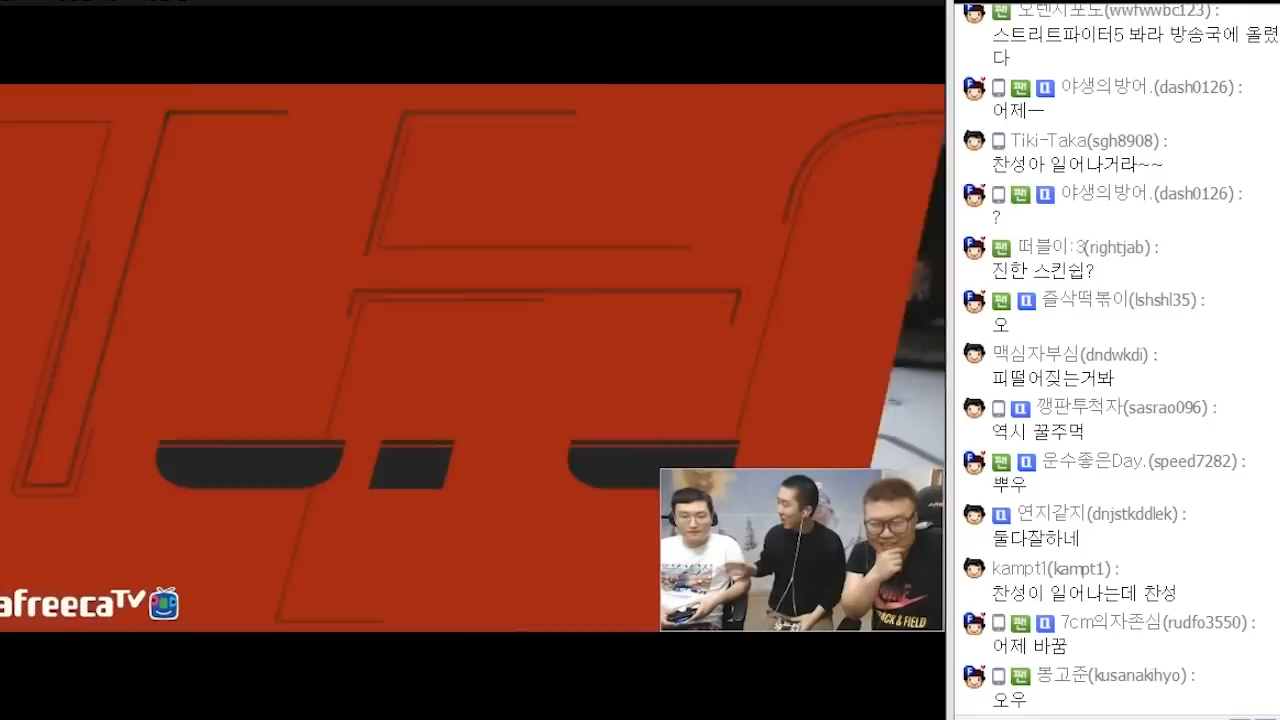 오렌지포도(wwfwwbc123) :
스트리트파이터5 봐라 방송국에 올렸
다
야생의방어.(dash0126) :
어제ㅡ
Tiki-Taka(sgh8908) :
찬성아 일어나거라~~
야생의방어.(dash0126) :
?
떠블이:3(rightjab) :
진한 스킨쉽?
즐삭떡볶이(lshshl35) :
오
맥심자부심(dndwkdi) :
피떨어짖는거봐
깽판투척자(sasrao096) :
역시 꿀주먹
운수좋은Day.(speed7282) :
뿌우
연지같지(dnjstkddlek) :
둘다잘하네
kampt1(kampt1) :
찬성이 일어나는데 찬성
7cm의자존심(rudfo3550) :
어제 바꿈
봉고준(kusanakihyo) :
오우
afreecaTV
TRACK & FIELD